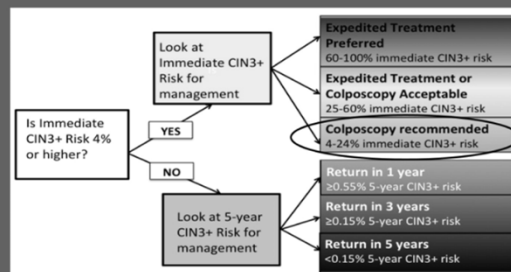 Is Immediate
CIN3+ Risk 4%
or higher?
YES
NO
Look at
Immediate CIN3+
Risk for
management
Look at 5-year
CIN3+ Risk for
management
Expedited Treatment
Preferred
60-100% immediate CIN3+ risk
Expedited Treatment or
Colposcopy Acceptable
25-60% immediate CIN3+ risk
Colposcopy recommended
4-24% immediate CIN3+ risk
Return in 1 year
≥0.55% 5-year CIN3+ risk
Return in 3 years
≥0.15% 5-year CIN3+ risk
Return in 5 years
<0.15% 5-year CIN3+ risk